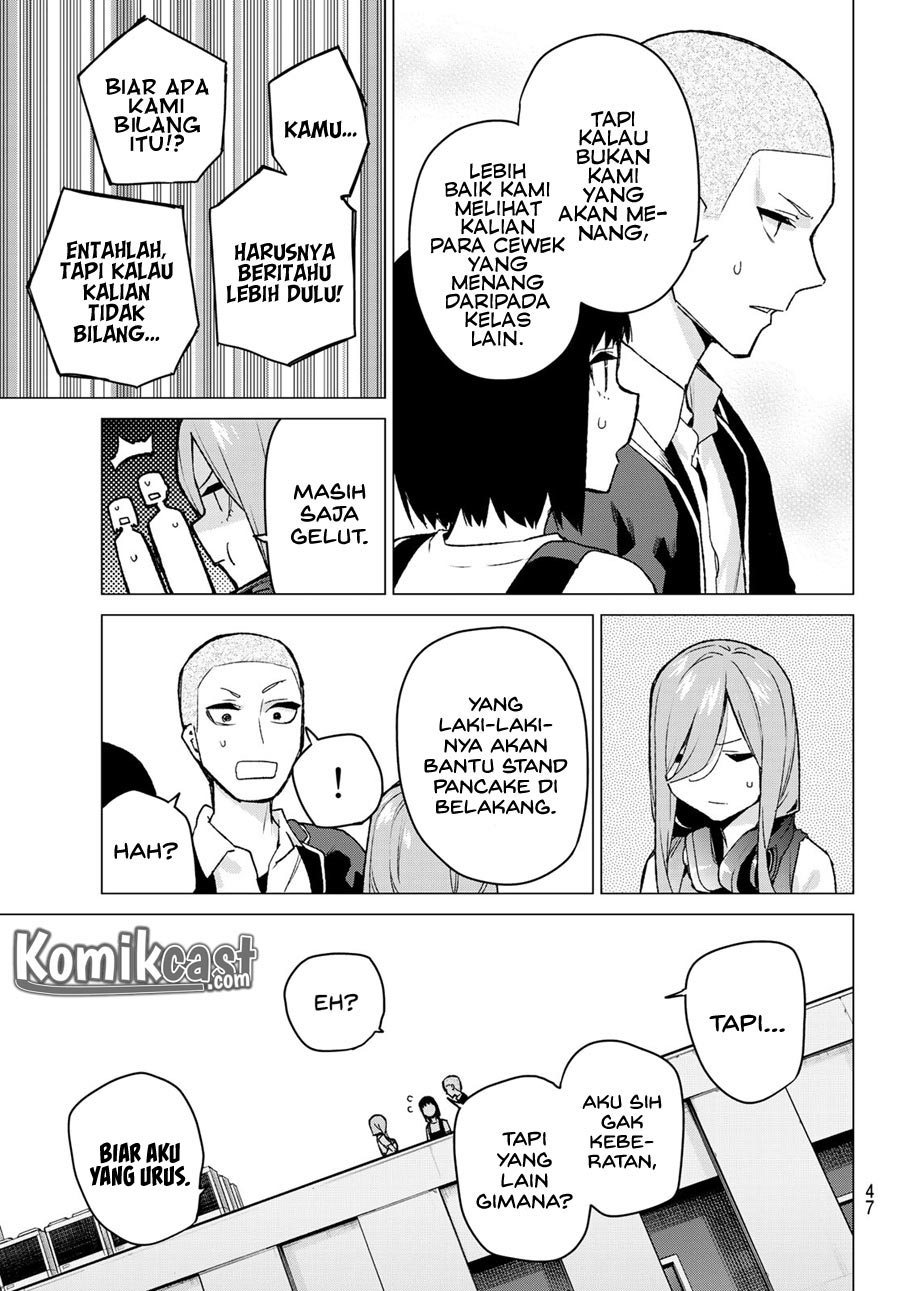 TAPI
KALAU
BUKAN
KAMI
YANG
AKAN ME-
NANG,
LEBIH
BAIK KAMI
MELIHAT
KALIAN
PARA CEWEK
YANG
MENANG
DARIPADA
KELAS
LAIN.
KAMU...
HARUSNYA
BERITAHU
LEBIH DULU!
BIAR APA
KAMI
BILANG
ITU!?
ENTAHLAH,
TAPI KALAU
KALIAN
TIDAK
BILANG...
MASIH
SAJA
GELUT.
YANG
LAKI-LAKI-
NYA AKAN
BANTU STAND
PANCAKE DI
BELAKANG.
!
HAH?
TAPI...
EH?
AKU SIH
GAK
KEBE-
RATAN,
TAPI
YANG
LAIN
GIMANA?
BIAR AKU
YANG URUS.
Komikcast
.com
47